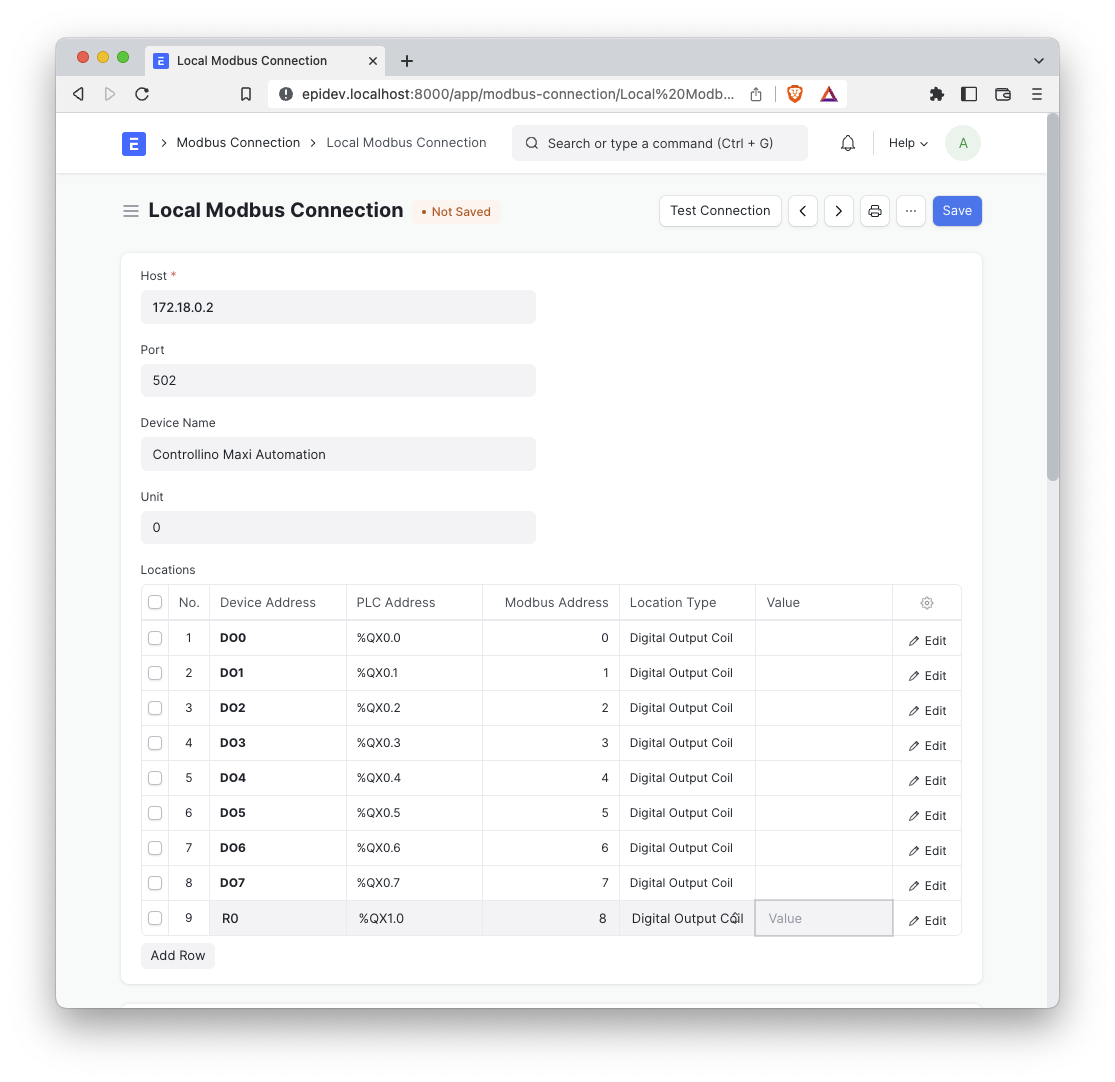 Local Modbus Connection
epidev.localhost:8000/app/modbus-connection/Local%20Modb...
E Modbus Connection Local Modbus Connection Search or type a command (Ctrl + G) Help A
Local Modbus Connection • Not Saved Test Connection ... Save
Host *
172.18.0.2
Port
502
Device Name
Controllino Maxi Automation
Unit
0
Locations
No. Device Address PLC Address Modbus Address Location Type Value
1 DO0 %QX0.0 0 Digital Output Coil Edit
2 DO1 %QX0.1 1 Digital Output Coil Edit
3 DO2 %QX0.2 2 Digital Output Coil Edit
4 DO3 %QX0.3 3 Digital Output Coil Edit
5 DO4 %QX0.4 4 Digital Output Coil Edit
6 DO5 %QX0.5 5 Digital Output Coil Edit
7 DO6 %QX0.6 6 Digital Output Coil Edit
8 DO7 %QX0.7 7 Digital Output Coil Edit
9 R0 %QX1.0 8 Digital Output Coil Value Edit
Add Row